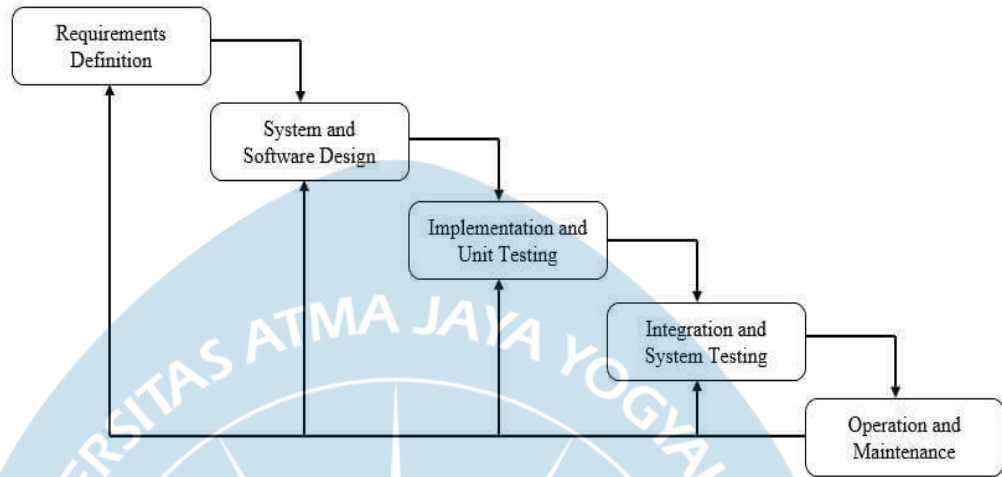 Requirements
Definition
System and
Software Design
Implementation and
Unit Testing
Integration and
System Testing
Operation and
Maintenance
ERSITAS ATMA JAYA YOGYA